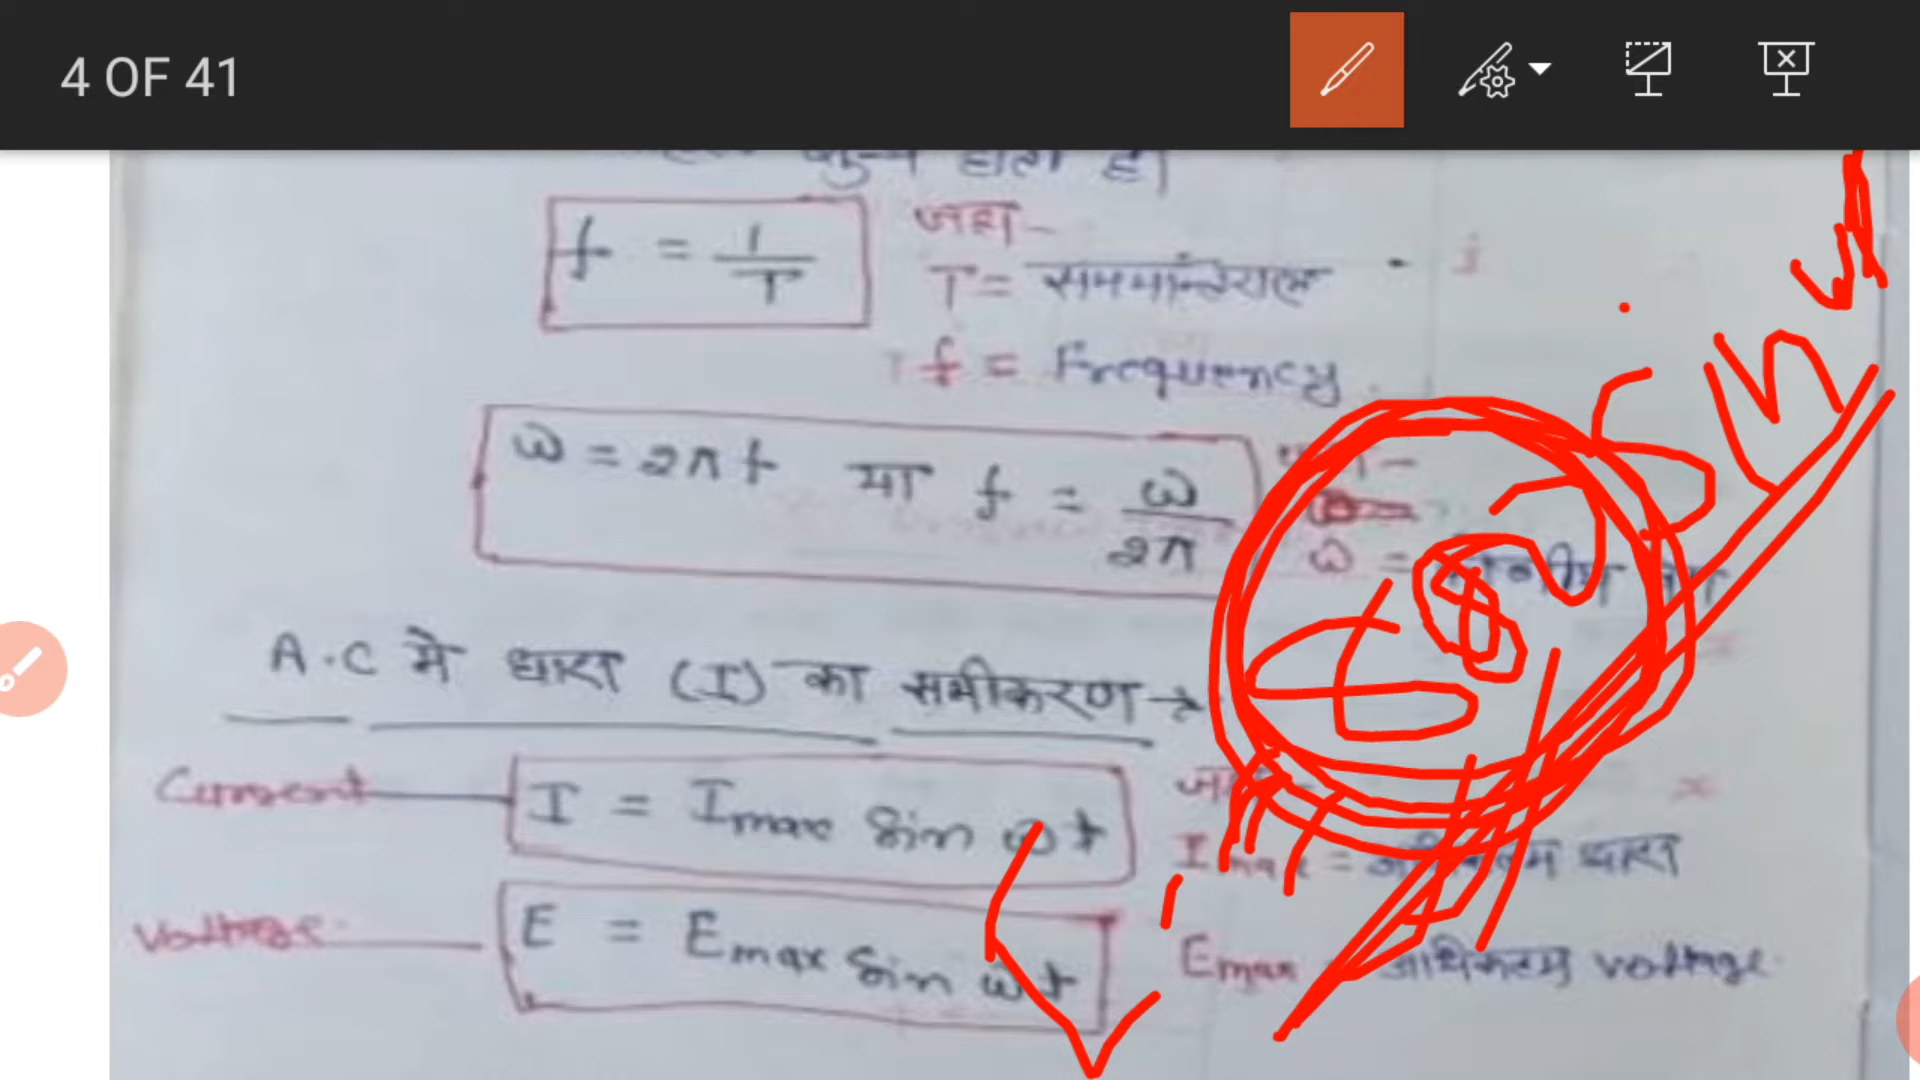 4 OF 41
शुन्य होता है।
f = 1/T
जहा-
T = समयान्तराल
f = Frequency
ω = 2πf या f = ω/2π
ω =
A.C मे धारा (I) का समीकरण →
Current I = Imax Sin ωt
Imax = धारा
Voltage E = Emax Sin ωt
Emax = अधिकतम voltage